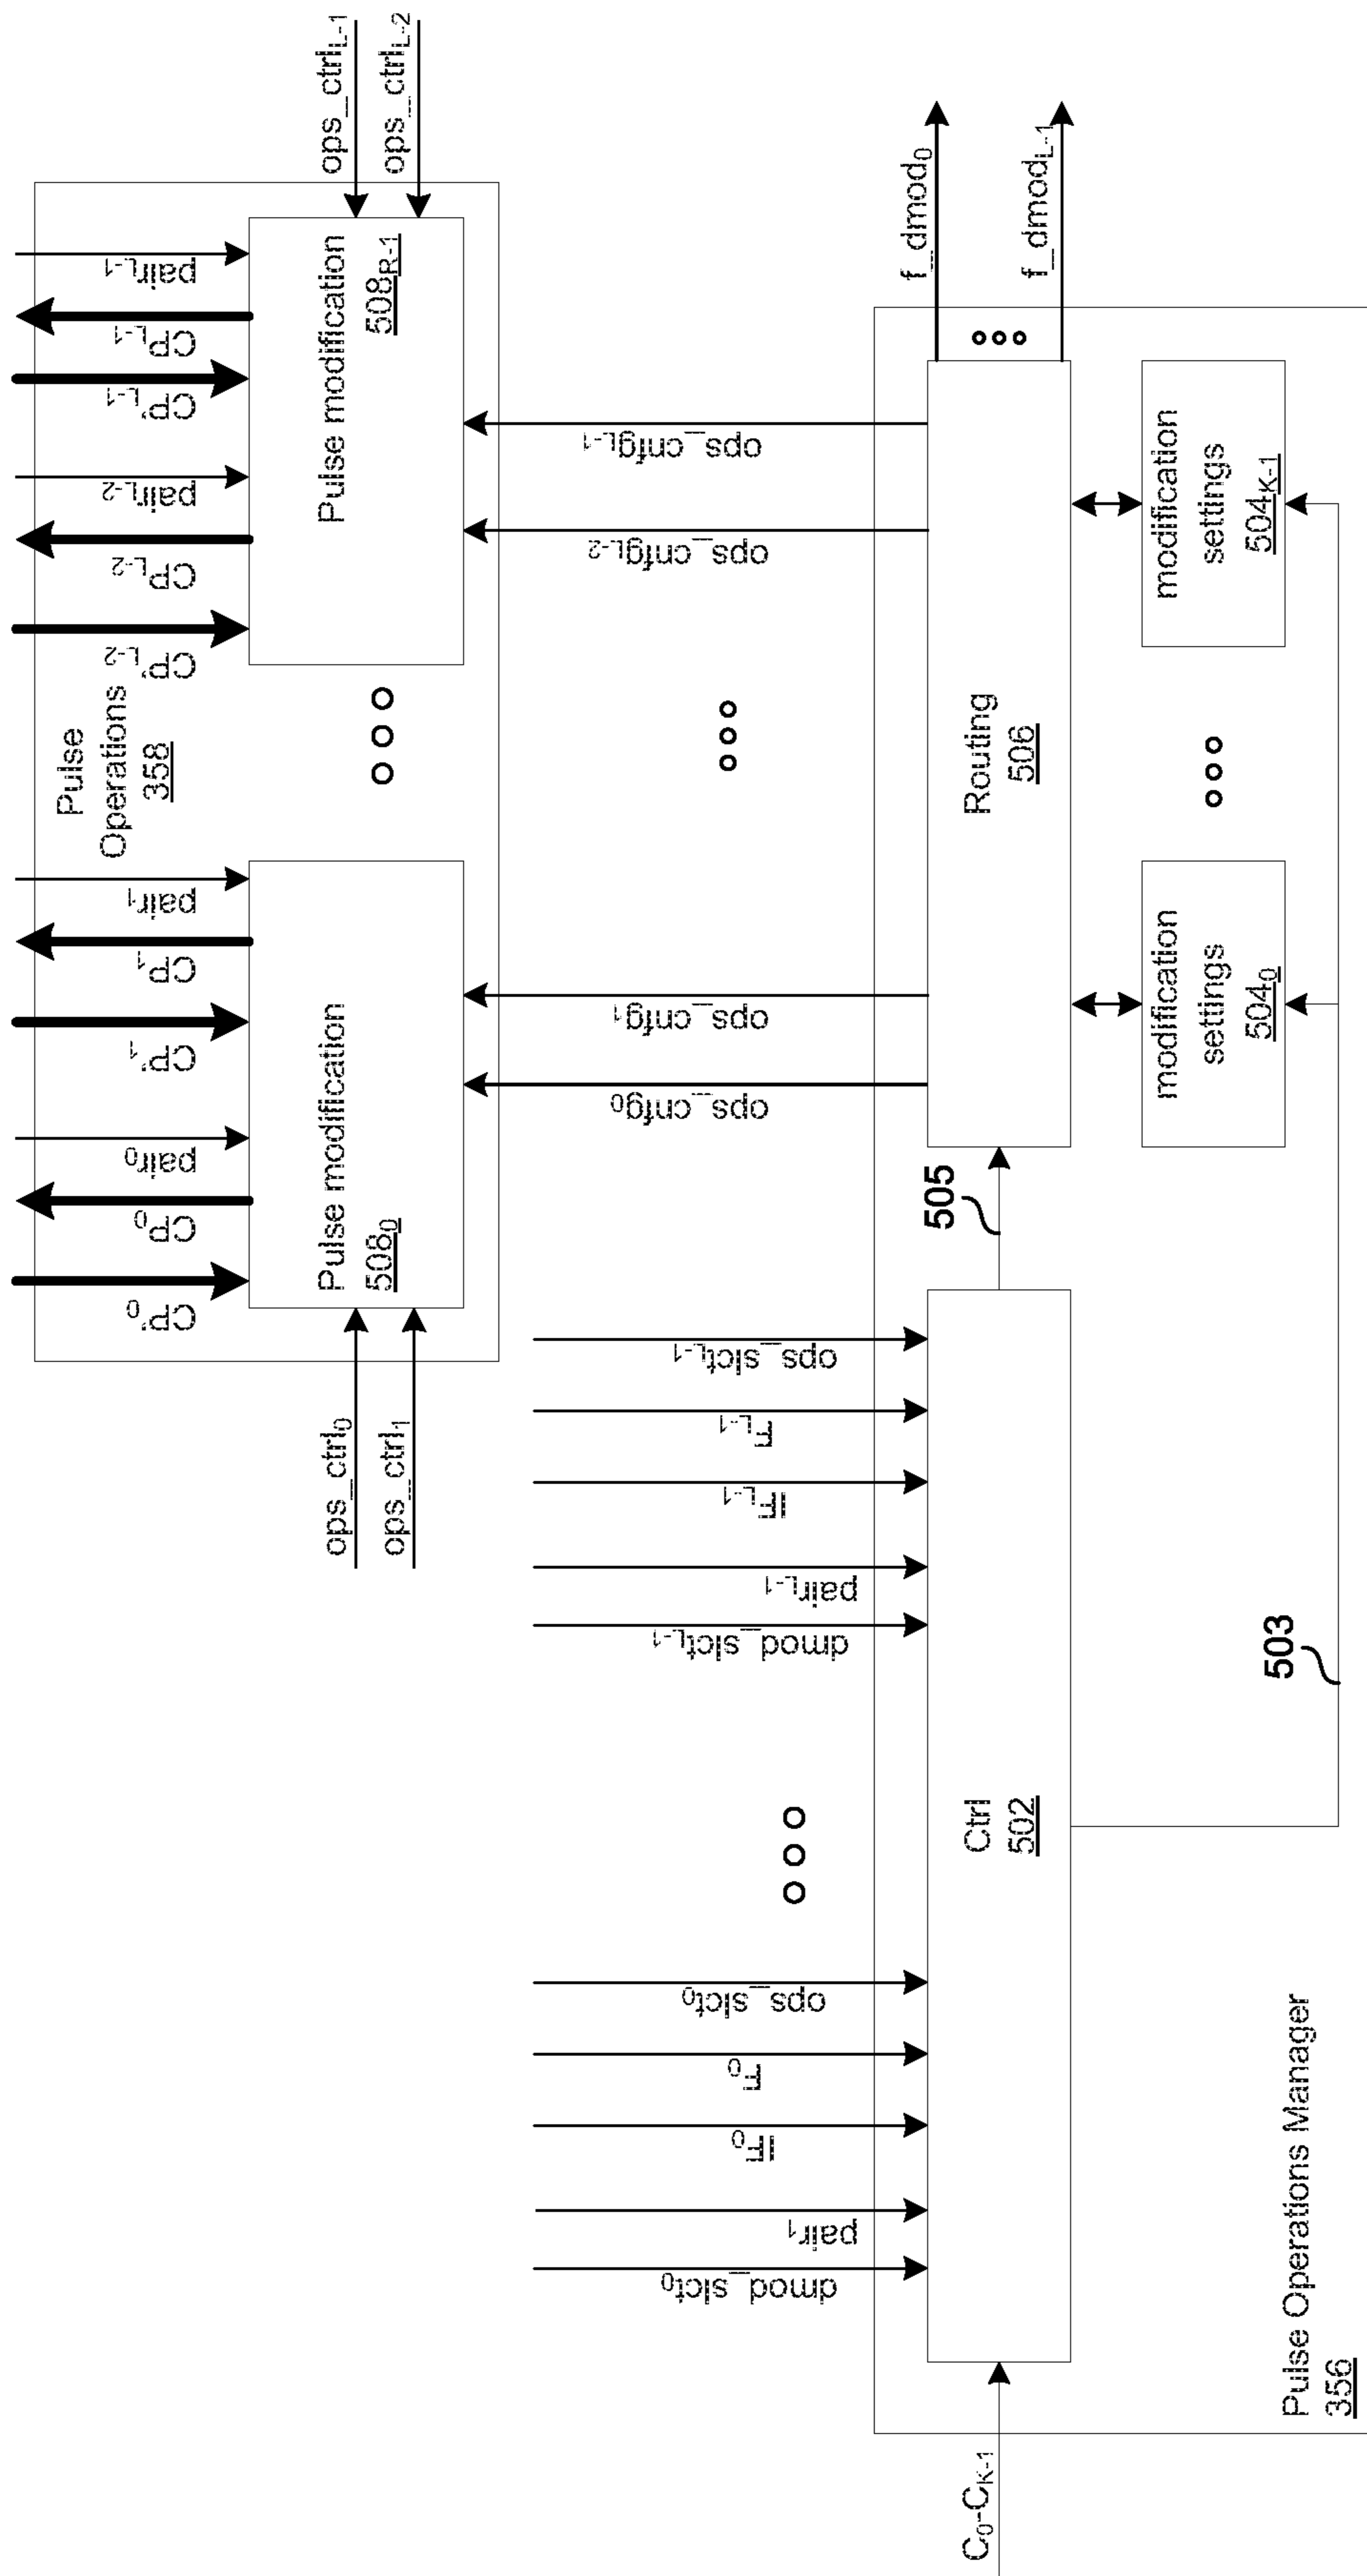 Pulse
Operations
358
CP'0
CP0
pair0
CP'1
CP1
pair1
CP'L-2
CPL-2
pairL-2
CP'L-1
CPL-1
pairL-1
ops_ctrl0
ops_ctrl1
Pulse modification
5080
Pulse modification
508R-1
ops_ctrlL-1
ops_ctrlL-2
ops_cnfg0
ops_cnfg1
ops_cnfgL-2
ops_cnfgL-1
dmod_slct0
pair1
IF0
F0
ops_slct0
dmod_slctL-1
pairL-1
IFL-1
FL-1
ops_slctL-1
C0-CK-1
Ctrl
502
505
Routing
506
f_dmod0
f_dmodL-1
modification
settings
5040
modification
settings
504K-1
503
Pulse Operations Manager
356